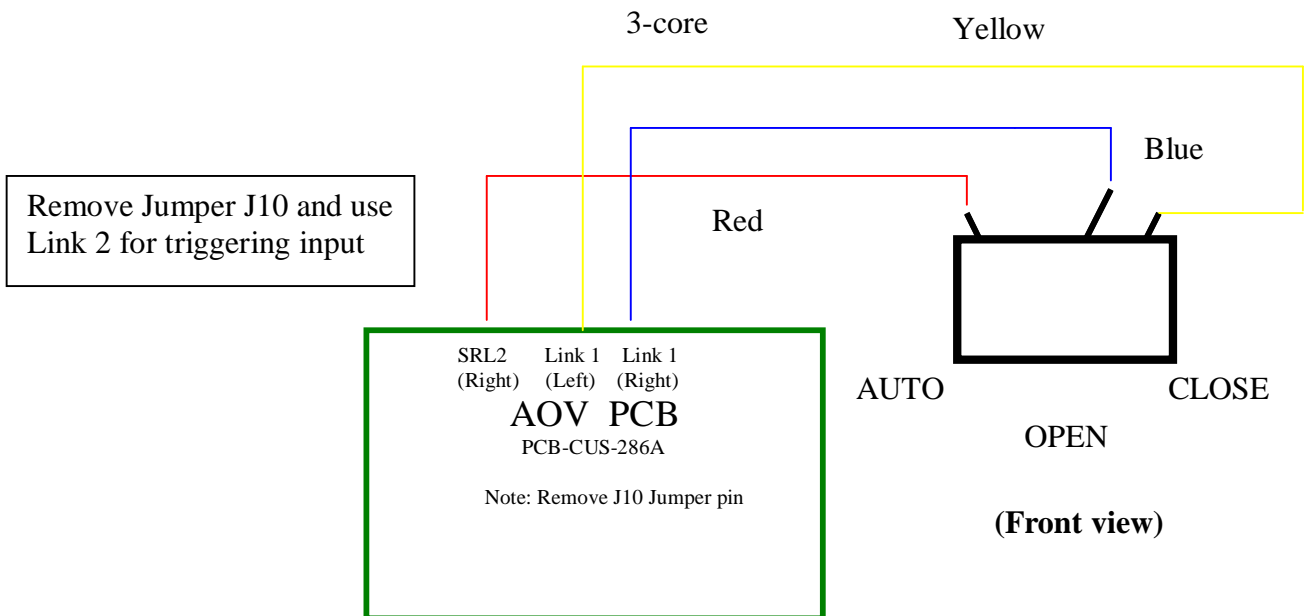 3-core
Yellow
Blue
Remove Jumper J10 and use
Link 2 for triggering input
Red
SRL2 Link 1 Link 1
(Right) (Left) (Right)
AOV PCB
PCB-CUS-286A
Note: Remove J10 Jumper pin
AUTO
CLOSE
OPEN
(Front view)